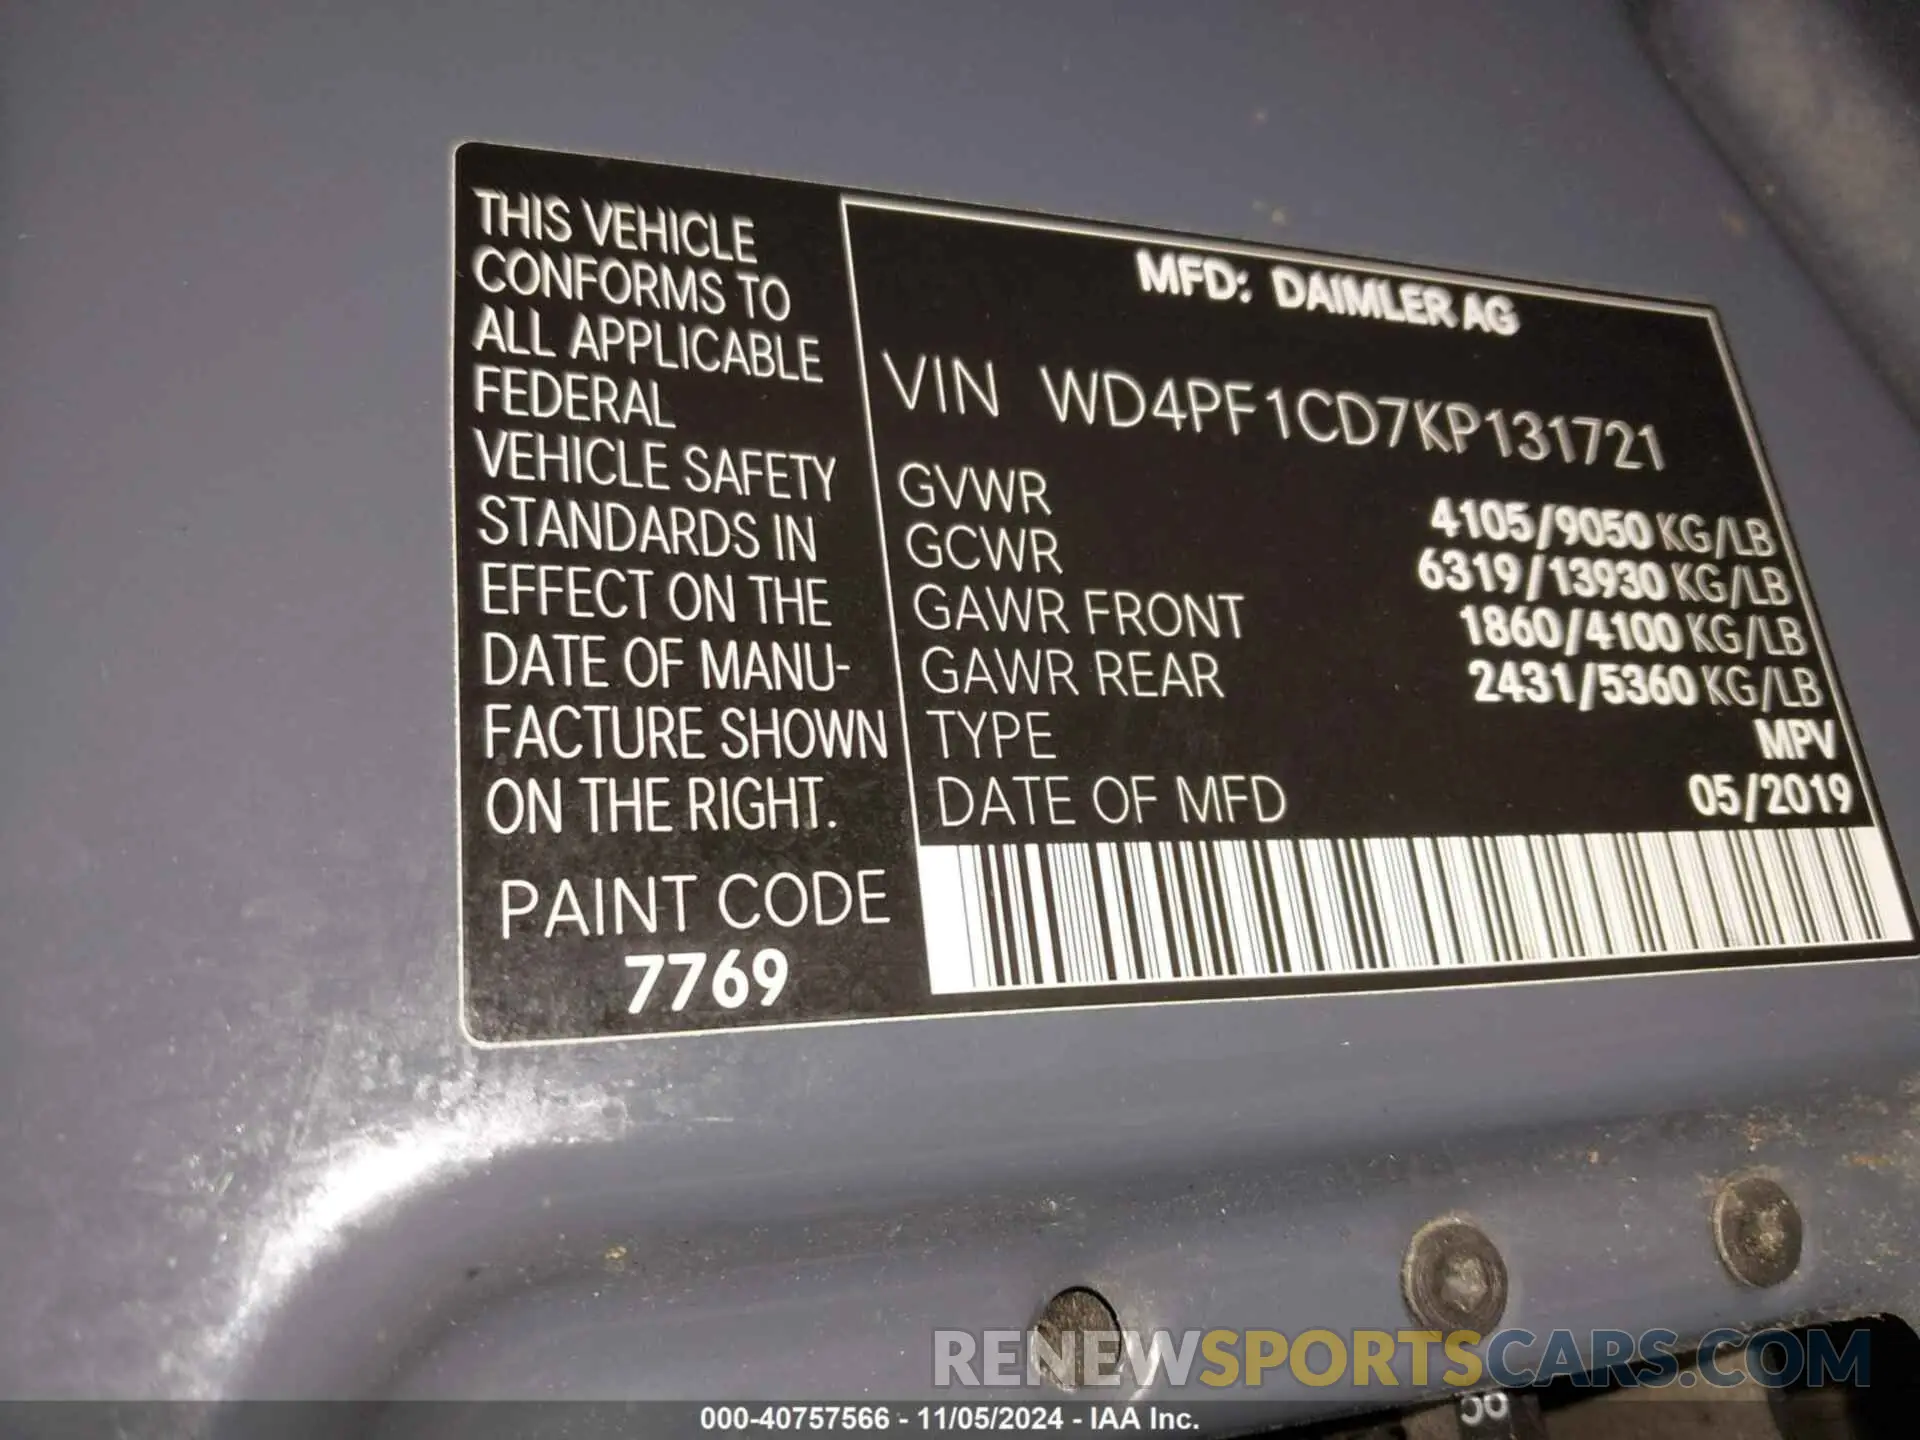 THIS VEHICLE
CONFORMS TO
ALL APPLICABLE
FEDERAL
VEHICLE SAFETY
STANDARDS IN
EFFECT ON THE
DATE OF MANU-
FACTURE SHOWN
ON THE RIGHT.
PAINT CODE
7769
MFD: DAIMLER AG
VIN WD4PF1CD7KP131721
GVWR 4105/9050 KG/LB
GCWR 6319/13930 KG/LB
GAWR FRONT 1860/4100 KG/LB
GAWR REAR 2431/5360 KG/LB
TYPE MPV
DATE OF MFD 05/2019
RENEWSPORTSCARS.COM
000-40757566 - 11/05/2024 - IAA Inc.